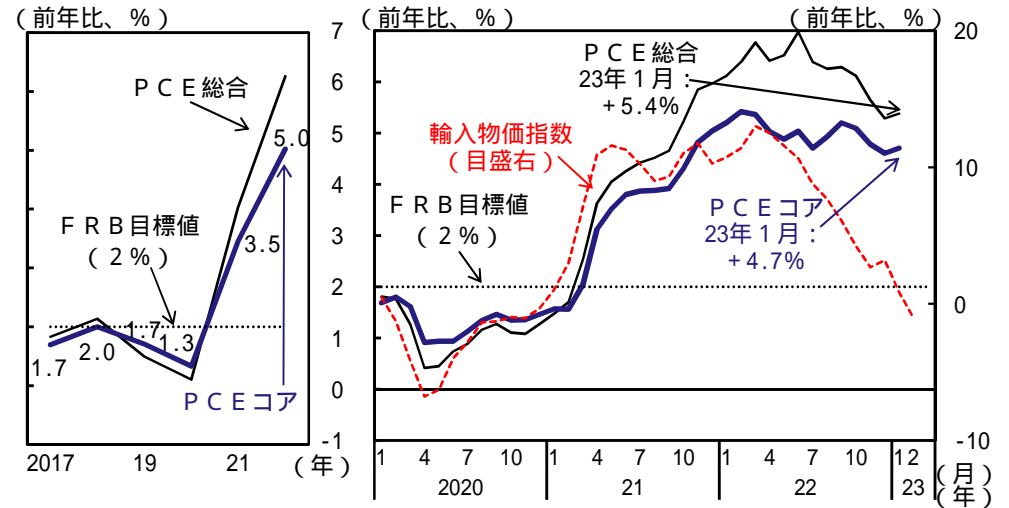 (前年比、%)
PCE総合
FRB目標値
(2%)
1.7
2.0
1.7
1.3
3.5
5.0
PCEコア
2017
19
21
(年)
(前年比、%)
(前年比、%)
7
6
5
4
3
2
1
0
-1
20
10
0
-10
PCE総合
23年1月:
+5.4%
輸入物価指数
(目盛右)
FRB目標値
(2%)
PCEコア
23年1月:
+4.7%
1
4
7
10
1
4
7
10
1
4
7
10
1
2
(月)
2020
21
22
23
(年)